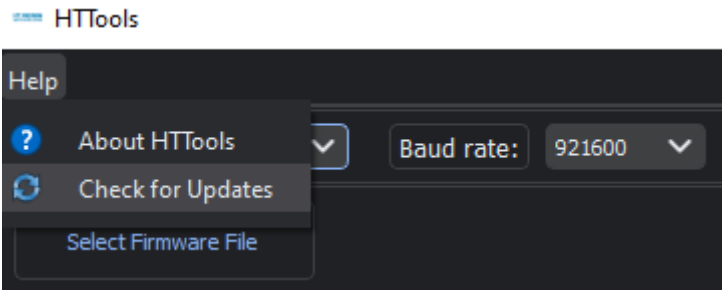 HTTools
Help
About HTTools
Baud rate: 921600
Check for Updates
Select Firmware File